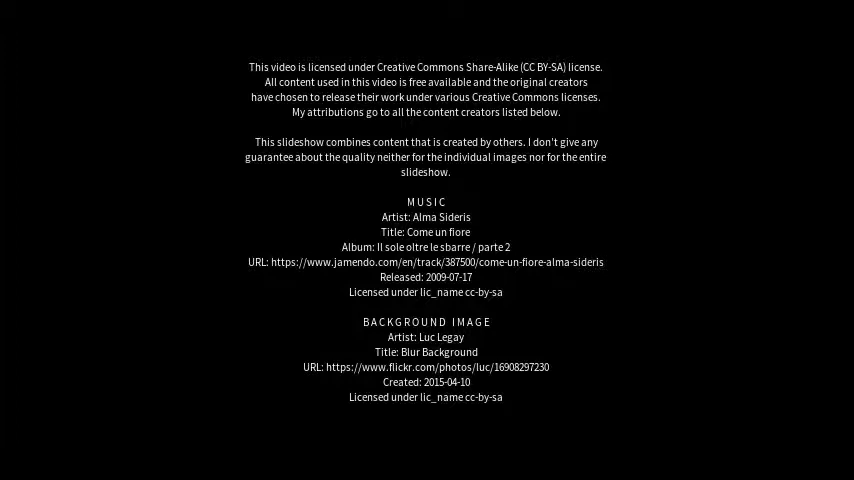 This video is licensed under Creative Commons Share-Alike (CC BY-SA) license.
All content used in this video is free available and the original creators
have chosen to release their work under various Creative Commons licenses.
My attributions go to all the content creators listed below.
This slideshow combines content that is created by others. I don't give any
guarantee about the quality neither for the individual images nor for the entire
slideshow.
MUSIC
Artist: Alma Sideris
Title: Come un fiore
Album: Il sole oltre le sbarre / parte 2
URL: https://www.jamendo.com/en/track/387500/come-un-fiore-alma-sideris
Released: 2009-07-17
Licensed under lic_name cc-by-sa
BACKGROUND IMAGE
Artist: Luc Legay
Title: Blur Background
URL: https://www.flickr.com/photos/luc/16908297230
Created: 2015-04-10
Licensed under lic_name cc-by-sa